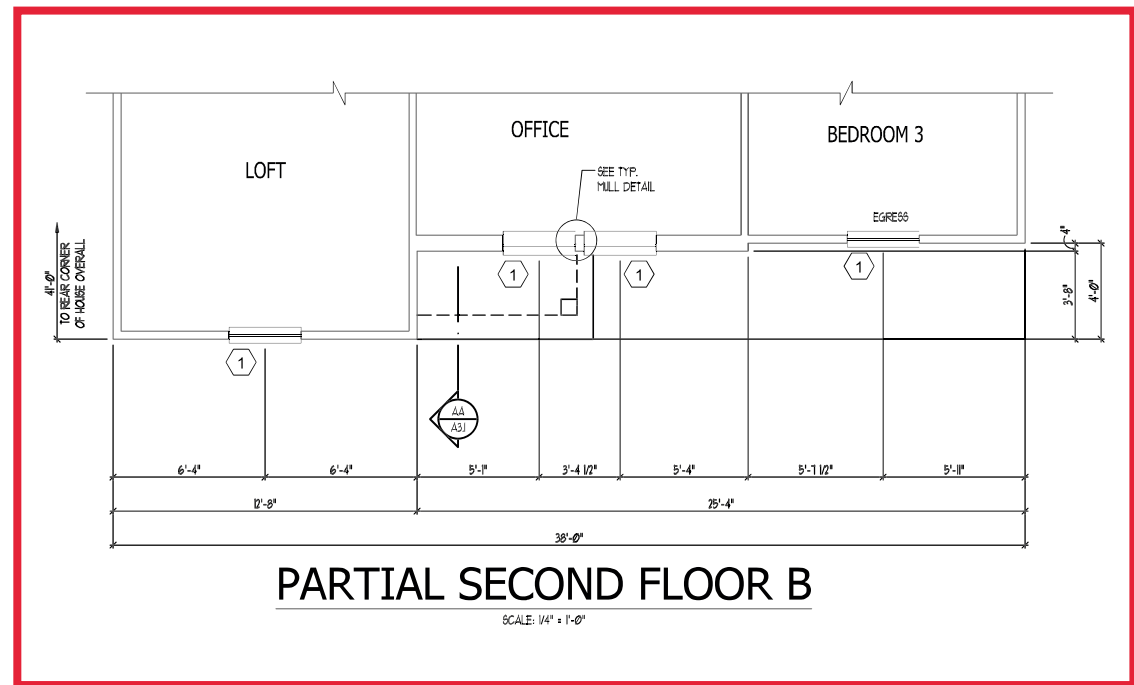 OFFICE
BEDROOM 3
LOFT
SEE TYP.
MULL DETAIL
EGRESS
41'-0"
TO REAR CORNER
OF HOUSE OVERALL
4"
3'-8"
4'-0"
1
1
1
1
AA
A3.1
6'-4"
6'-4"
5'-1"
3'-4 1/2"
5'-4"
5'-7 1/2"
5'-11"
12'-8"
25'-4"
38'-0"
PARTIAL SECOND FLOOR B
SCALE: 1/4" = 1'-0"